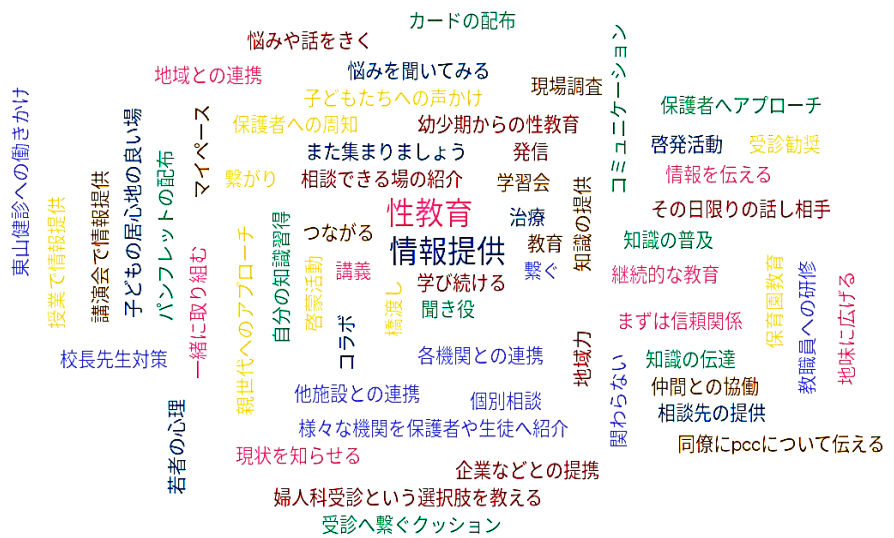 カードの配布
悩みや話をきく
地域との連携
悩みを聞いてみる
現場調査
子どもたちへの声かけ
保護者へアプローチ
保護者への周知
幼少期からの性教育
コミュニケーション
マイペース
また集まりましょう
発信
啓発活動
受診勧奨
繋がり
相談できる場の紹介
学習会
情報を伝える
東山健診への働きかけ
授業で情報提供
講演会で情報提供
子どもの居心地の良い場
パンフレットの配布
性教育
治療
知識の提供
その日限りの話し相手
自分の知識習得
つながる
情報提供
教育
知識の普及
一緒に取り組む
親世代へのアプローチ
啓蒙活動
講義
橋渡し
学び続ける
繋ぐ
継続的な教育
保育園教育
教職員への研修
地味に広げる
聞き役
まずは信頼関係
コラボ
校長先生対策
各機関との連携
地域力
知識の伝達
他施設との連携
個別相談
関わらない
仲間との協働
相談先の提供
若者の心理
様々な機関を保護者や生徒へ紹介
同僚にpccについて伝える
現状を知らせる
企業などとの提携
婦人科受診という選択肢を教える
受診へ繋ぐクッション